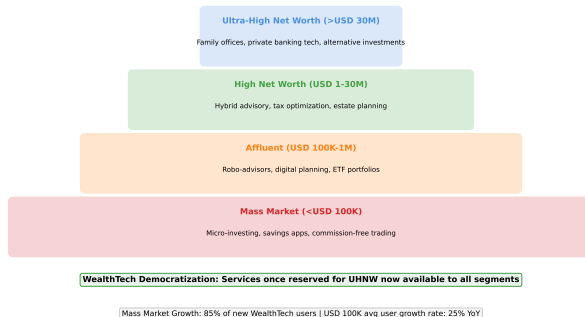 Ultra-High Net Worth (>USD 30M)
Family offices, private banking tech, alternative investments
High Net Worth (USD 1-30M)
Hybrid advisory, tax optimization, estate planning
Affluent (USD 100K-1M)
Robo-advisors, digital planning, ETF portfolios
Mass Market (<USD 100K)
Micro-investing, savings apps, commission-free trading
WealthTech Democratization: Services once reserved for UHNW now available to all segments
Mass Market Growth: 85% of new WealthTech users | USD 100K avg user growth rate: 25% YoY